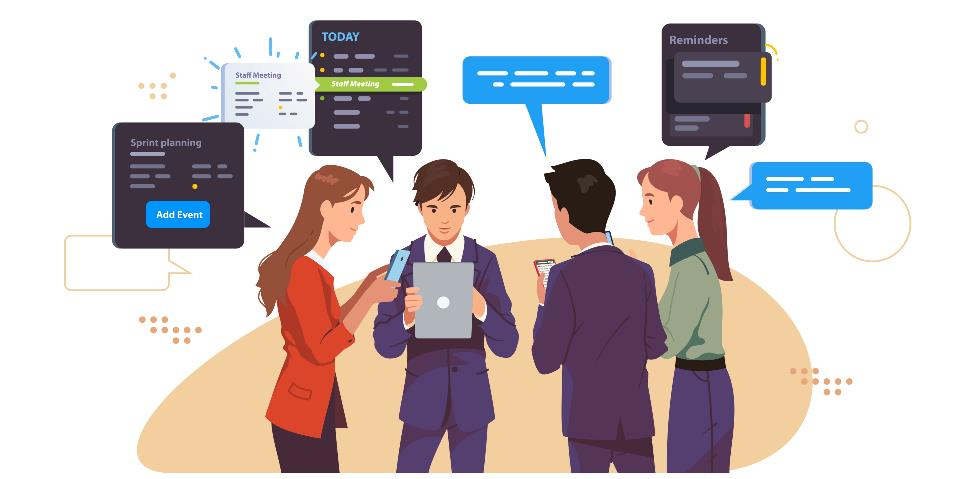 TODAY
Reminders
Staff Meeting
Staff Meeting
Sprint planning
Add Event